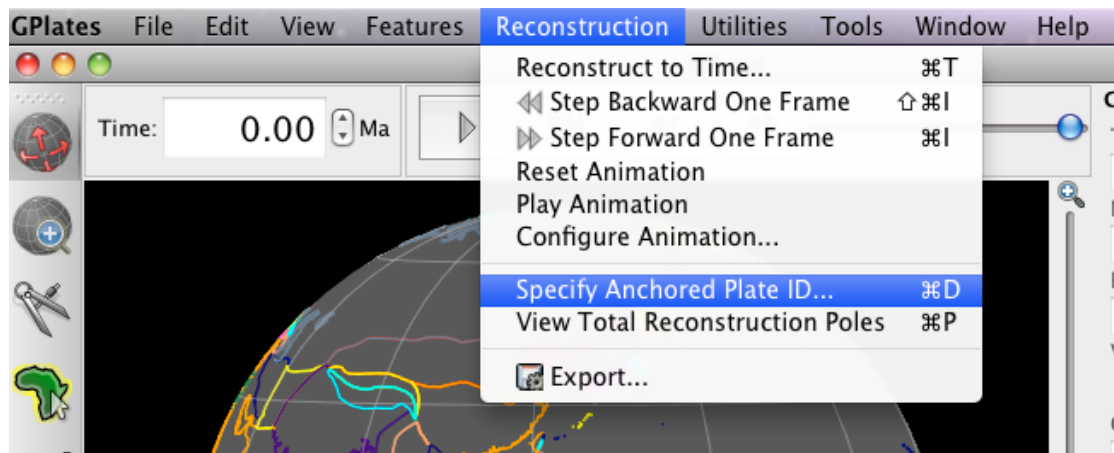 GPlates File Edit View Features Reconstruction Utilities Tools Window Help
Time: 0.00 Ma
Reconstruct to Time... ⌘T
Step Backward One Frame ⇧⌘I
Step Forward One Frame ⌘I
Reset Animation
Play Animation
Configure Animation...
Specify Anchored Plate ID... ⌘D
View Total Reconstruction Poles ⌘P
Export...